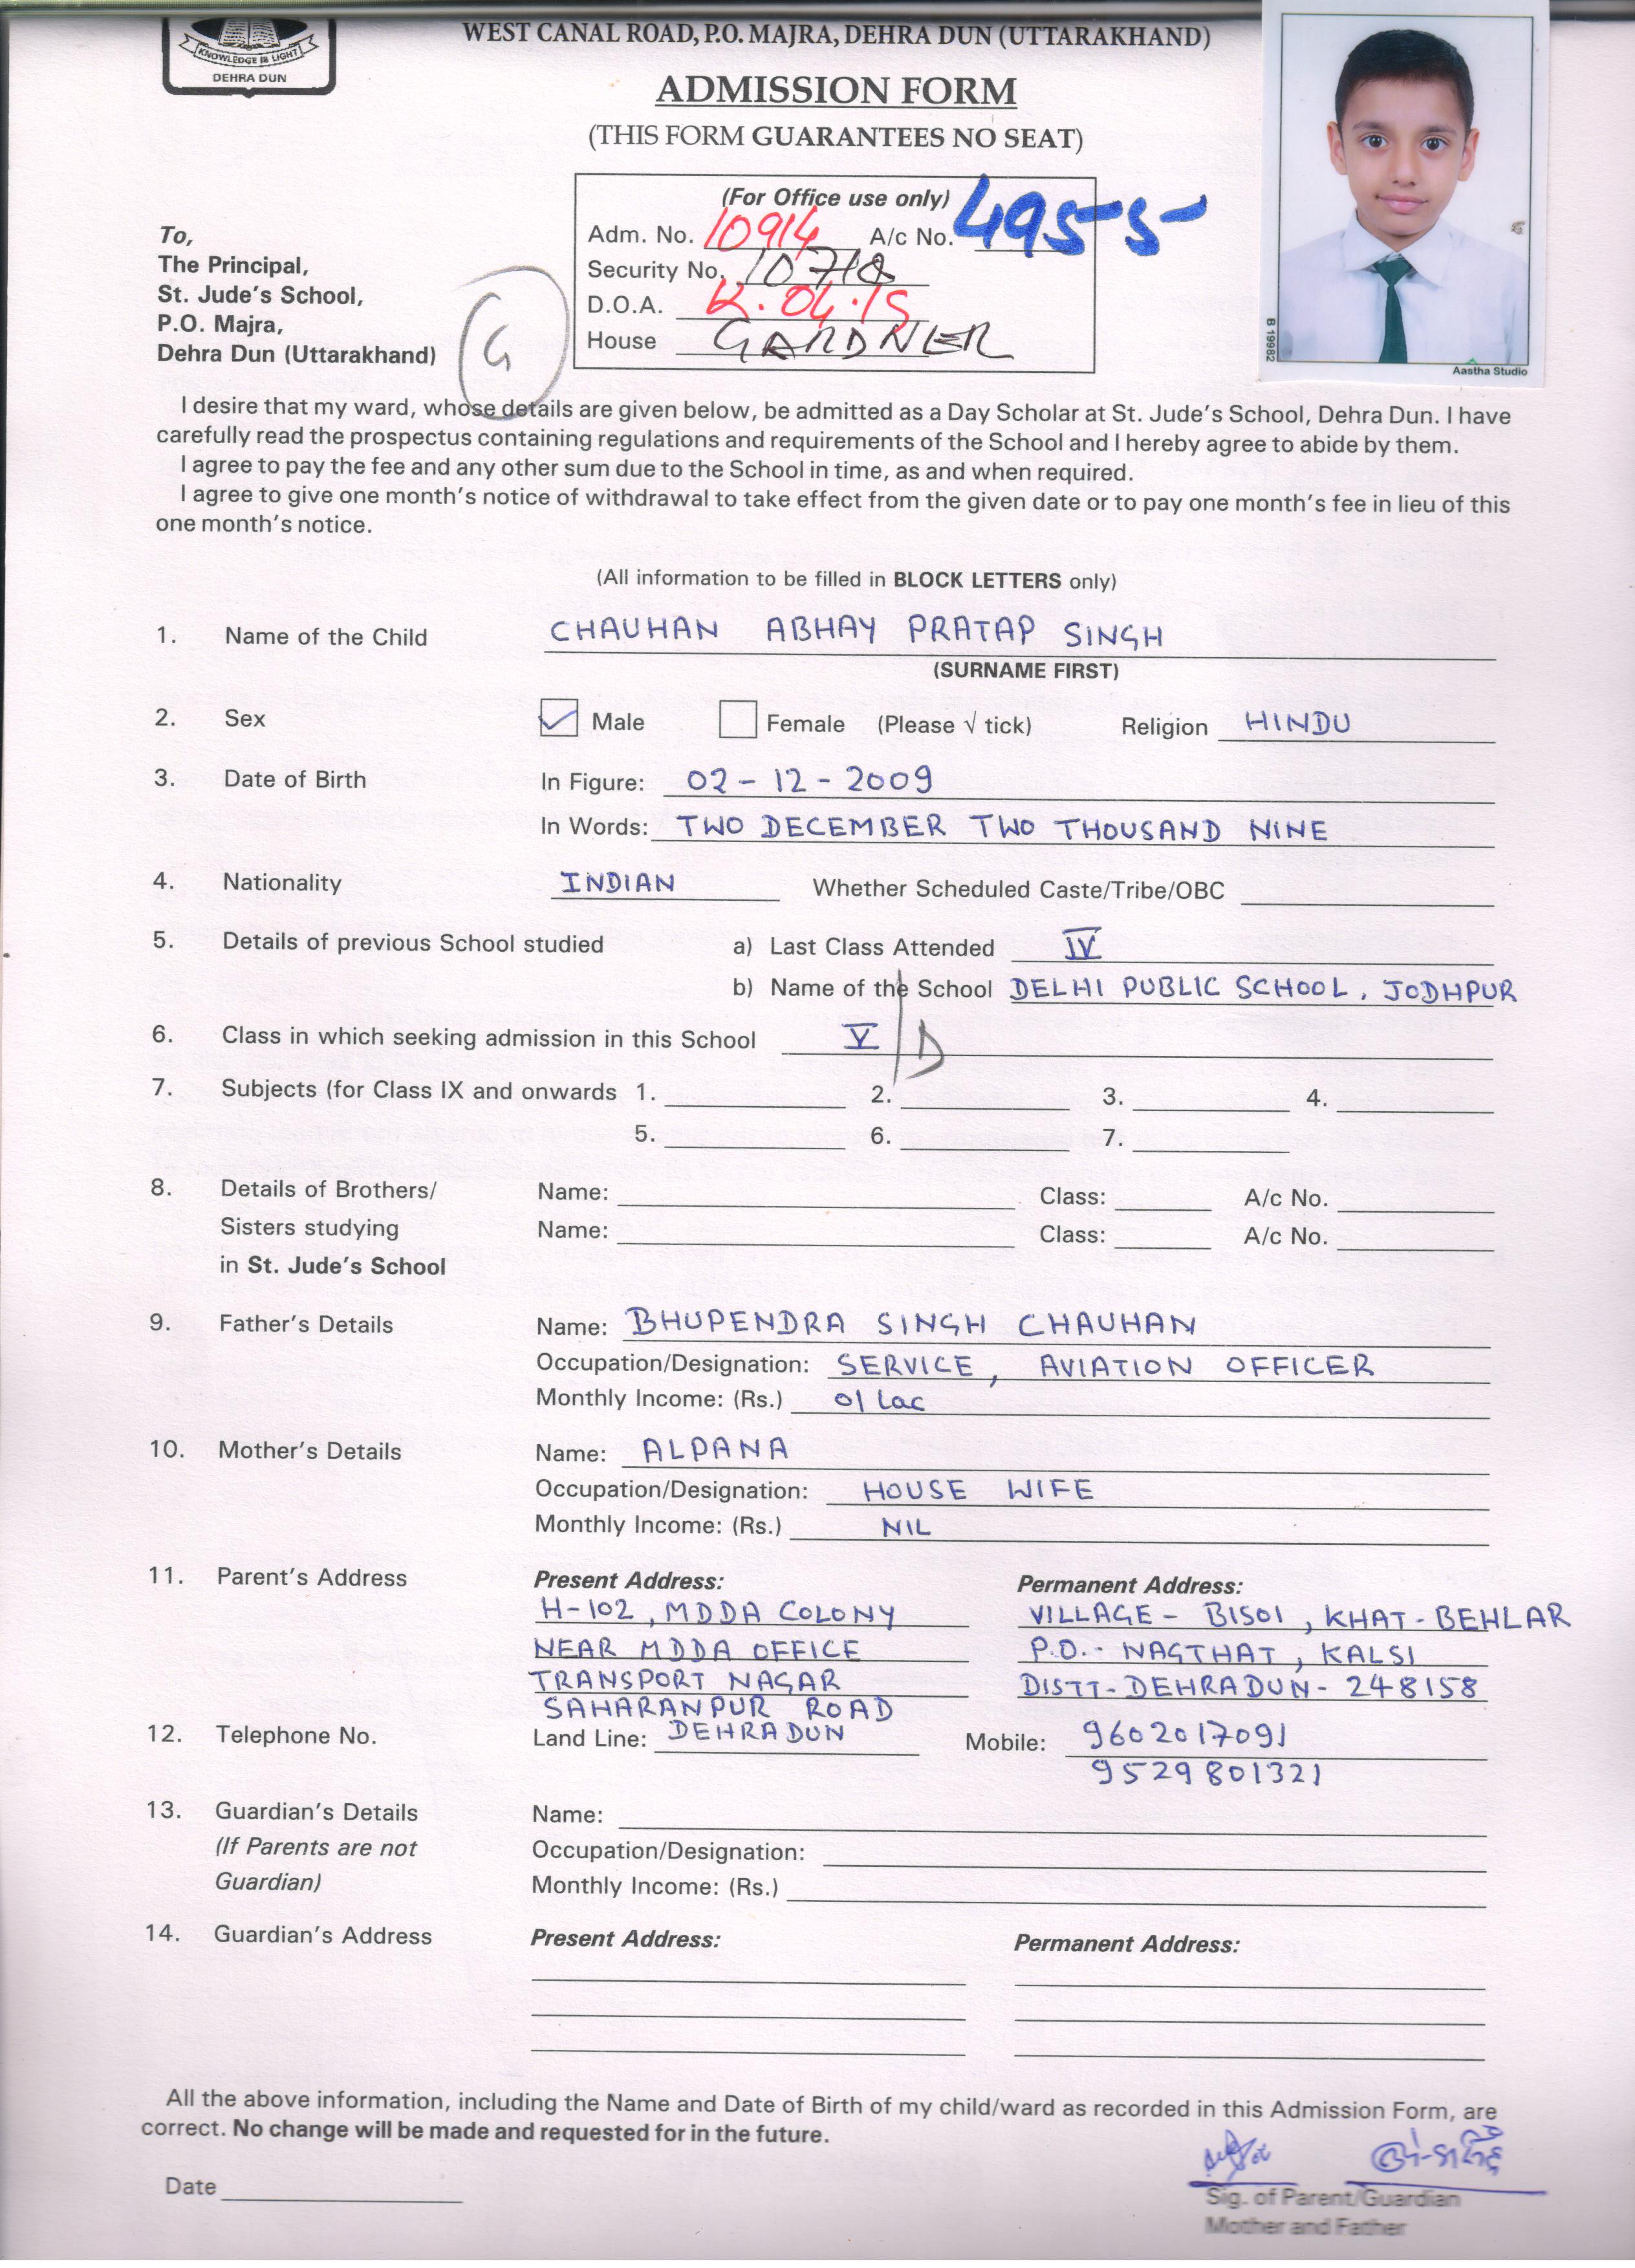 KNOWLEDGE IS LIGHT
DEHRA DUN
WEST CANAL ROAD, P.O. MAJRA, DEHRA DUN (UTTARAKHAND)
ADMISSION FORM
(THIS FORM GUARANTEES NO SEAT)
(For Office use only)
Adm. No. 10914 A/c No. 4955-
Security No.
D.O.A.
House GARDNER
G
To,
The Principal,
St. Jude's School,
P.O. Majra,
Dehra Dun (Uttarakhand)
B 19982
Aastha Studio
I desire that my ward, whose details are given below, be admitted as a Day Scholar at St. Jude's School, Dehra Dun. I have
carefully read the prospectus containing regulations and requirements of the School and I hereby agree to abide by them.
I agree to pay the fee and any other sum due to the School in time, as and when required.
I agree to give one month's notice of withdrawal to take effect from the given date or to pay one month's fee in lieu of this
one month's notice.
(All information to be filled in BLOCK LETTERS only)
1. Name of the Child CHAUHAN ABHAY PRATAP SINGH
(SURNAME FIRST)
2. Sex Male Female (Please √ tick) Religion HINDU
3. Date of Birth In Figure: 02-12-2009
In Words: TWO DECEMBER TWO THOUSAND NINE
4. Nationality INDIAN Whether Scheduled Caste/Tribe/OBC
5. Details of previous School studied a) Last Class Attended IV
b) Name of the School DELHI PUBLIC SCHOOL, JODHPUR
6. Class in which seeking admission in this School V/D
7. Subjects (for Class IX and onwards 1. 2. 3. 4.
5. 6. 7.
8. Details of Brothers/ Name: Class: A/c No.
Sisters studying Name: Class: A/c No.
in St. Jude's School
9. Father's Details Name: BHUPENDRA SINGH CHAUHAN
Occupation/Designation: SERVICE, AVIATION OFFICER
Monthly Income: (Rs.) 01 Lac
10. Mother's Details Name: ALPANA
Occupation/Designation: HOUSE WIFE
Monthly Income: (Rs.) NIL
11. Parent's Address Present Address: Permanent Address:
H-102, MDDA COLONY VILLAGE - BISOI, KHAT-BEHLAR
NEAR MDDA OFFICE P.O.- NAGTHAT, KALSI
TRANSPORT NAGAR DISTT-DEHRADUN-248158
SAHARANPUR ROAD
12. Telephone No. Land Line: DEHRADUN Mobile: 9602017091
9529801321
13. Guardian's Details Name:
(If Parents are not Occupation/Designation:
Guardian) Monthly Income: (Rs.)
14. Guardian's Address Present Address: Permanent Address:
All the above information, including the Name and Date of Birth of my child/ward as recorded in this Admission Form, are
correct. No change will be made and requested for in the future.
Date
Sig. of Parent/Guardian
Mother and Father